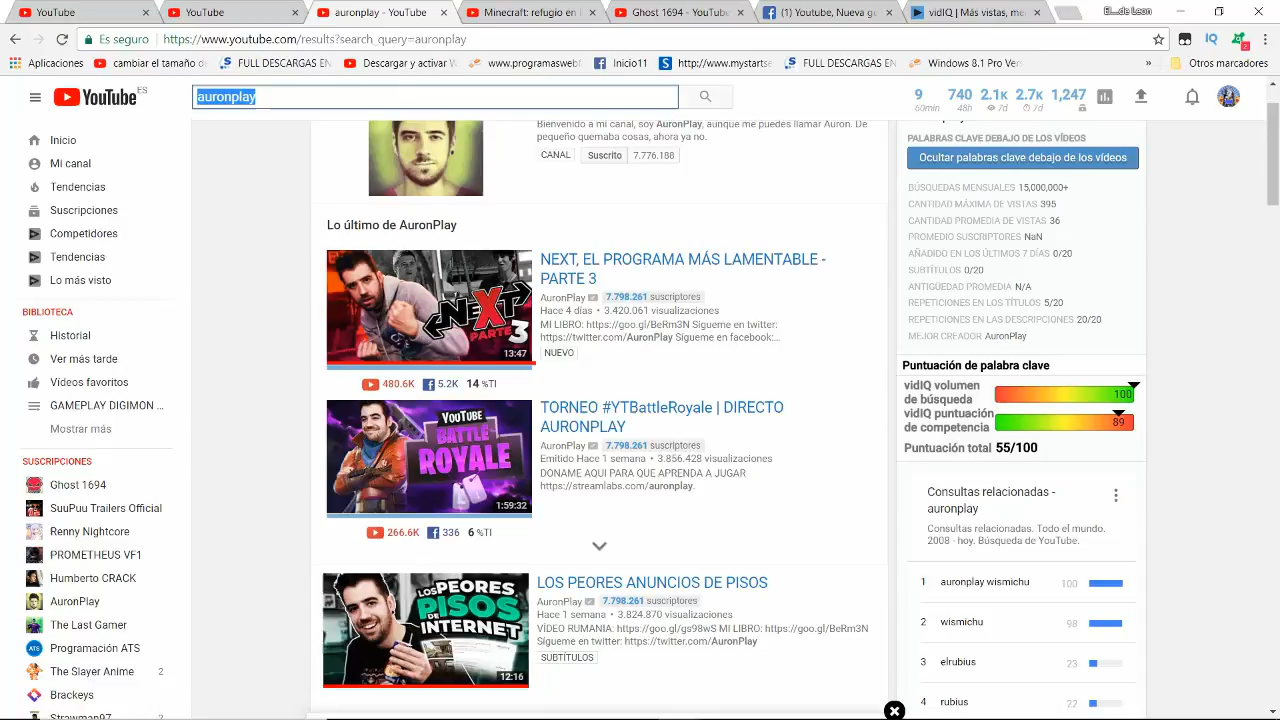 YouTube
YouTube
auronplay - YouTube
Minecraft: refugio en l
Ghost 1694 - YouTube
(1) Youtube, Nueva g
vidIQ | Más vistas, mer
Es seguro
https://www.youtube.com/results?search_query=auronplay
Aplicaciones
cambiar el tamaño d
FULL DESCARGAS EN
Descargar y activar t
www.programasweb
Inicio11
http://www.mystart
FULL DESCARGAS EN
Windows 8.1 Pro Ver
»
Otros marcadores
YouTube ES
auronplay
9
60min
740
48h
2.1K
7d
2.7K
7d
1,247
Inicio
Mi canal
Tendencias
Suscripciones
Competidores
Tendencias
Lo más visto
BIBLIOTECA
Historial
Ver más tarde
Vídeos favoritos
GAMEPLAY DIGIMON ...
Mostrar más
SUSCRIPCIONES
Ghost 1694
SuuPuu Trailers Official
Renny Nightcore
PROMETHEUS VF1
Humberto CRACK
AuronPlay
The Last Gamer
ATS
Programación ATS
The Slayer Anime 2
Brackeys
Strawman97 2
Bienvenido a mi canal, soy AuronPlay, aunque me puedes llamar Auron. De
pequeño quemaba cosas, ahora ya no.
CANAL
Suscrito 7.776.188
Lo último de AuronPlay
NEXT
PARTE
3
13:47
NEXT, EL PROGRAMA MÁS LAMENTABLE -
PARTE 3
AuronPlay 7.798.261 suscriptores
Hace 4 días • 3.420.061 visualizaciones
MI LIBRO: https://goo.gl/BeRm3N Sígueme en twitter:
https://twitter.com/AuronPlay Sígueme en facebook:...
NUEVO
480.6K 5.2K 14 %TI
YOUTUBE
BATTLE
ROYALE
1:59:32
TORNEO #YTBattleRoyale | DIRECTO
AURONPLAY
AuronPlay 7.798.261 suscriptores
Emitido Hace 1 semana • 3.856.428 visualizaciones
DONAME AQUI PARA QUE APRENDA A JUGAR
https://streamlabs.com/auronplay.
266.6K 336 6 %TI
LOS PEORES
PISOS
DE
INTERNET
12:16
LOS PEORES ANUNCIOS DE PISOS
AuronPlay 7.798.261 suscriptores
Hace 1 semana • 3.824.870 visualizaciones
VÍDEO RUMANIA: https://goo.gl/gs98wS MI LIBRO: https://goo.gl/BeRm3N
Sígueme en twitter: https://twitter.com/AuronPlay
SUBTÍTULOS
PALABRAS CLAVE DEBAJO DE LOS VÍDEOS
Ocultar palabras clave debajo de los vídeos
BÚSQUEDAS MENSUALES 15,000,000+
CANTIDAD MÁXIMA DE VISTAS 395
CANTIDAD PROMEDIA DE VISTAS 36
PROMEDIO SUSCRIPTORES NaN
AÑADIDO EN LOS ÚLTIMOS 7 DÍAS 0/20
SUBTÍTULOS 0/20
ANTIGÜEDAD PROMEDIA N/A
REPETICIONES EN LOS TÍTULOS 5/20
REPETICIONES EN LAS DESCRIPCIONES 20/20
MEJOR CREADOR AuronPlay
Puntuación de palabra clave
vidIQ volumen
de búsqueda
100
vidIQ puntuación
de competencia
89
Puntuación total 55/100
Consultas relacionadas -
auronplay
Consultas relacionadas. Todo el mundo.
2008 - hoy. Búsqueda de YouTube.
1 auronplay wismichu 100
2 wismichu 98
3 elrubius 23
4 rubius 22